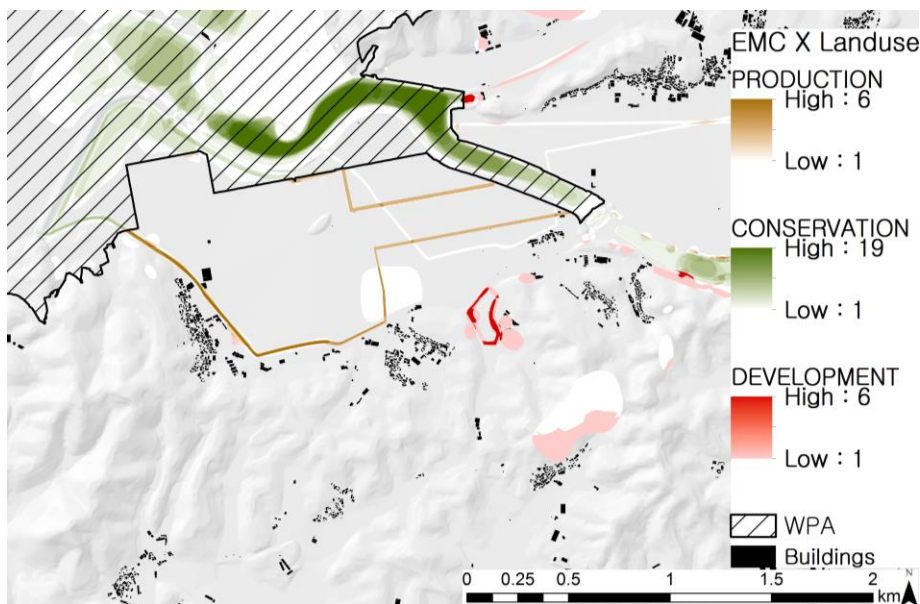 EMC X Landuse
PRODUCTION
High : 6
Low : 1
CONSERVATION
High : 19
Low : 1
DEVELOPMENT
High : 6
Low : 1
WPA
Buildings
0 0.25 0.5 1 1.5 2
km
N